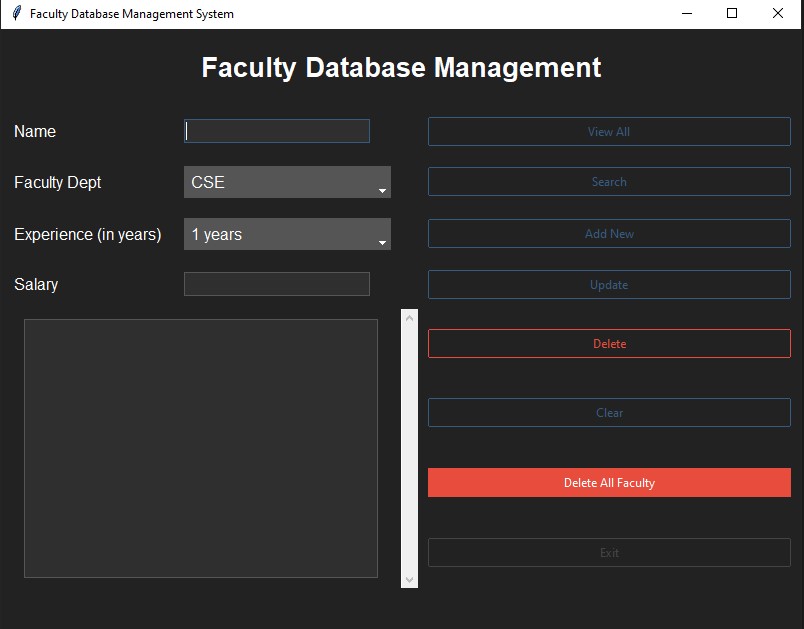 Faculty Database Management System
Faculty Database Management
Name
View All
Faculty Dept
CSE
Search
Experience (in years)
1 years
Add New
Salary
Update
Delete
Clear
Delete All Faculty
Exit